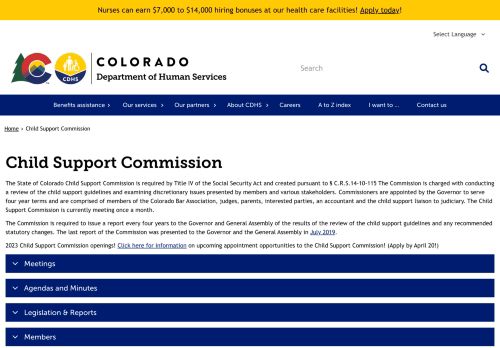 Nurses can earn $7,000 to $14,000 hiring bonuses at our health care facilities! Apply today!
Select Language
C CDHS COLORADO
Department of Human Services
Search
Benefits assistance Our services Our partners About CDHS Careers A to Z index I want to ... Contact us
Home › Child Support Commission
Child Support Commission
The State of Colorado Child Support Commission is required by Title IV of the Social Security Act and created pursuant to § C.R.S.14-10-115 The Commission is charged with conducting
a review of the child support guidelines and examining discretionary issues presented by members and various stakeholders. Commissioners are appointed by the Governor to serve
four year terms and are comprised of members of the Colorado Bar Association, judges, parents, interested parties, an accountant and the child support liaison to judiciary. The Child
Support Commission is currently meeting once a month.
The Commission is required to issue a report every four years to the Governor and General Assembly of the results of the review of the child support guidelines and any recommended
statutory changes. The last report of the Commission was presented to the Governor and the General Assembly in July 2019.
2023 Child Support Commission openings! Click here for information on upcoming appointment opportunities to the Child Support Commission! (Apply by April 20!)
Meetings
Agendas and Minutes
Legislation & Reports
Members